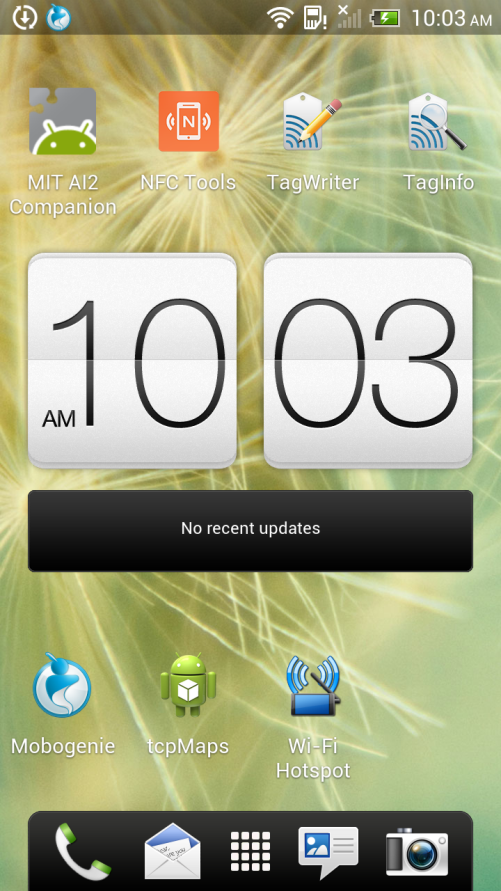 10:03 AM
MIT AI2
Companion
NFC Tools
TagWriter
TagInfo
AM 10 03
No recent updates
Mobogenie
tcpMaps
Wi-Fi
Hotspot